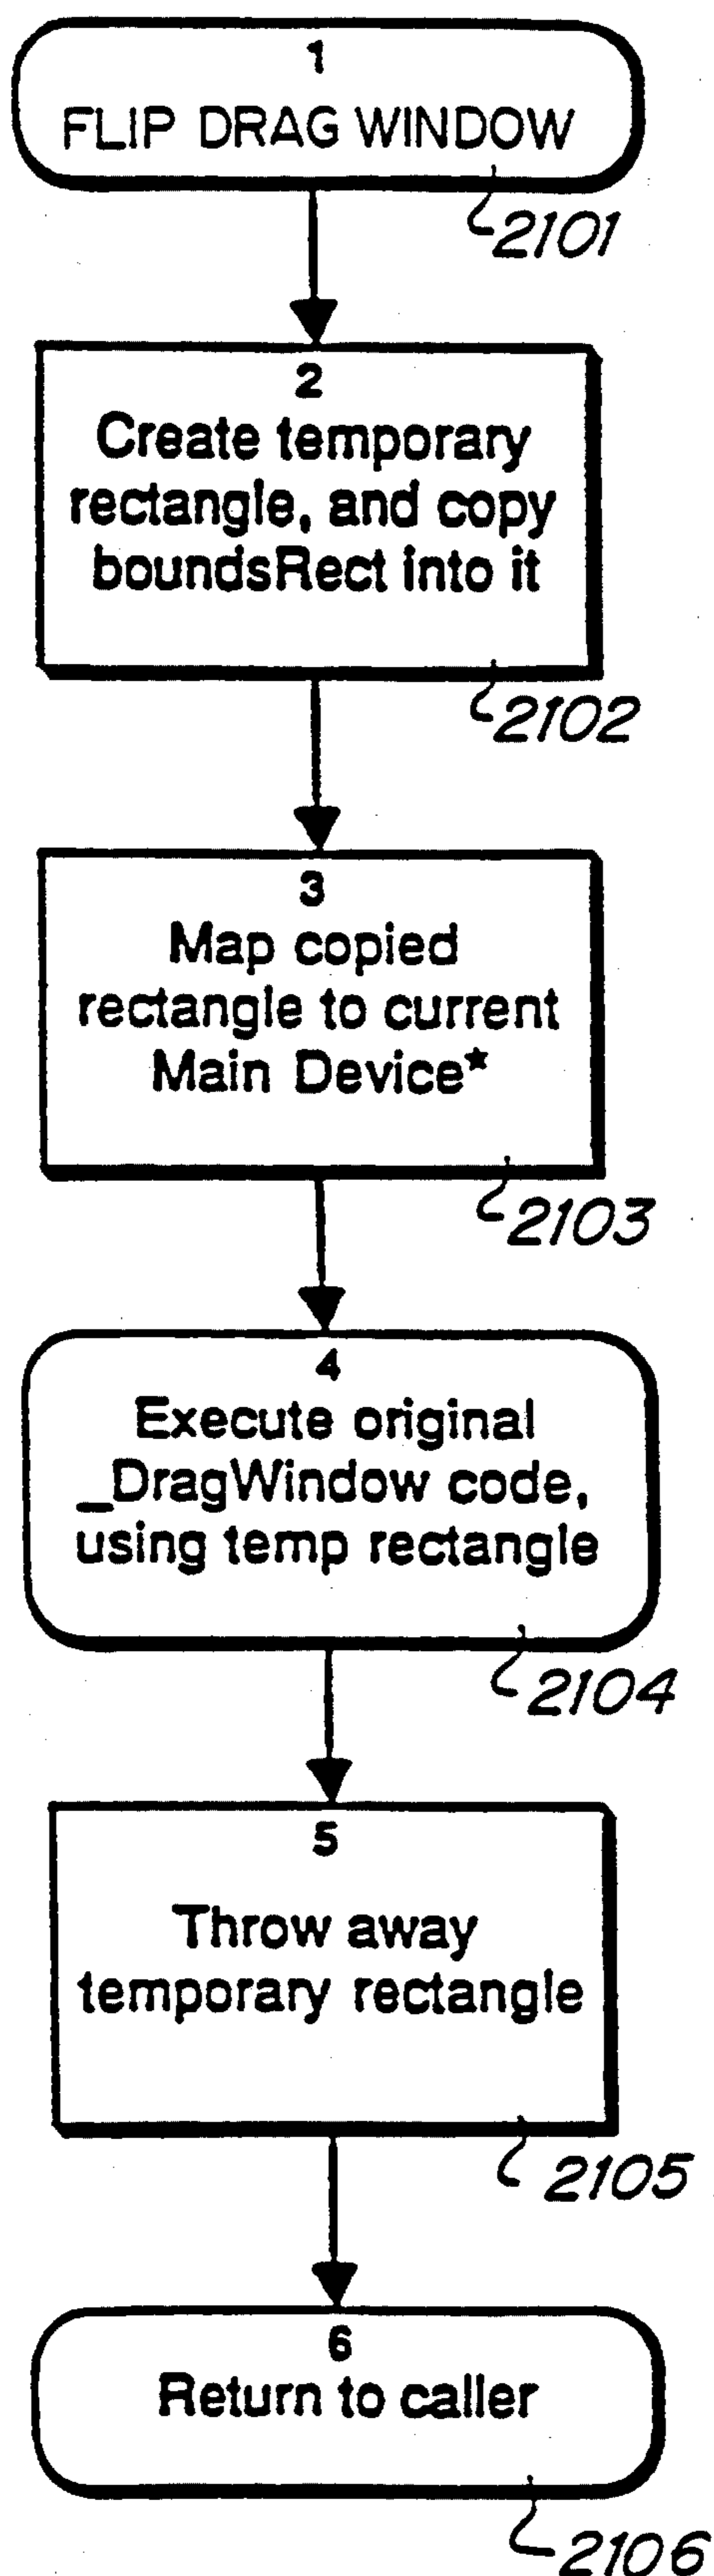 1
FLIP DRAG WINDOW
2101
2
Create temporary
rectangle, and copy
boundsRect into it
2102
3
Map copied
rectangle to current
Main Device*
2103
4
Execute original
_DragWindow code,
using temp rectangle
2104
5
Throw away
temporary rectangle
2105
6
Return to caller
2106